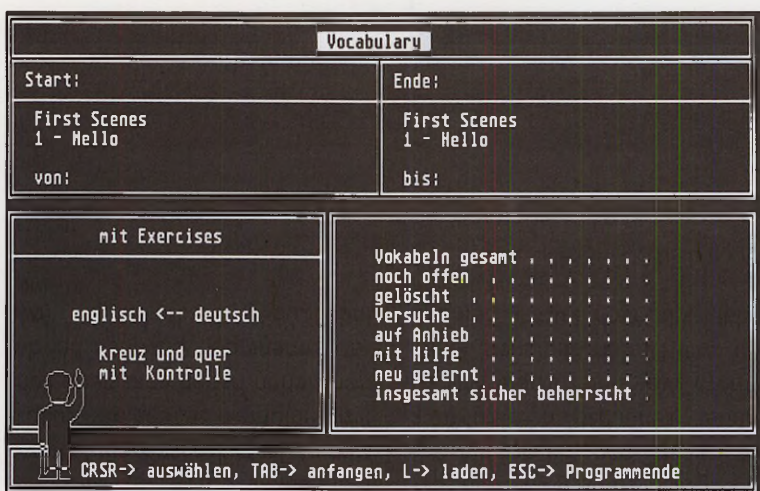 Vocabulary
Start:
First Scenes
1 - Hello
von:
Ende:
First Scenes
1 - Hello
bis:
mit Exercises
englisch <-- deutsch
kreuz und quer
mit Kontrolle
Vokabeln gesamt . . . . . . .
noch offen . . . . . . . . .
gelöscht . . . . . . . . . .
Versuche . . . . . . . . .
auf Anhieb . . . . . . . . .
mit Hilfe . . . . . . . . .
neu gelernt . . . . . . . . .
insgesamt sicher beherrscht .
CRSR-> auswählen, TAB-> anfangen, L-> laden, ESC-> Programmende